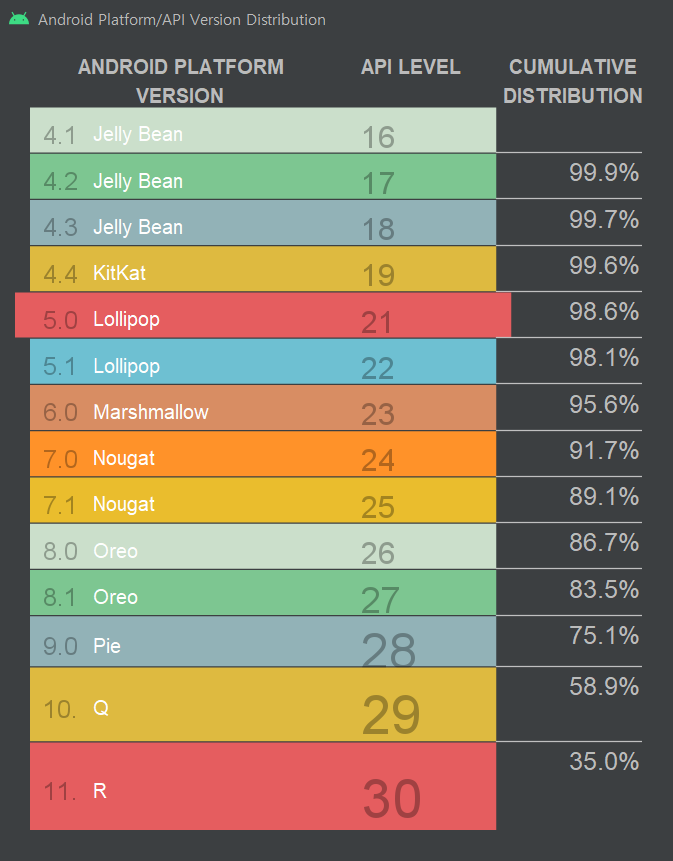 Android Platform/API Version Distribution
ANDROID PLATFORM VERSION API LEVEL CUMULATIVE DISTRIBUTION
4.1 Jelly Bean 16
4.2 Jelly Bean 17 99.9%
4.3 Jelly Bean 18 99.7%
4.4 KitKat 19 99.6%
5.0 Lollipop 21 98.6%
5.1 Lollipop 22 98.1%
6.0 Marshmallow 23 95.6%
7.0 Nougat 24 91.7%
7.1 Nougat 25 89.1%
8.0 Oreo 26 86.7%
8.1 Oreo 27 83.5%
9.0 Pie 28 75.1%
10. Q 29 58.9%
11. R 30 35.0%